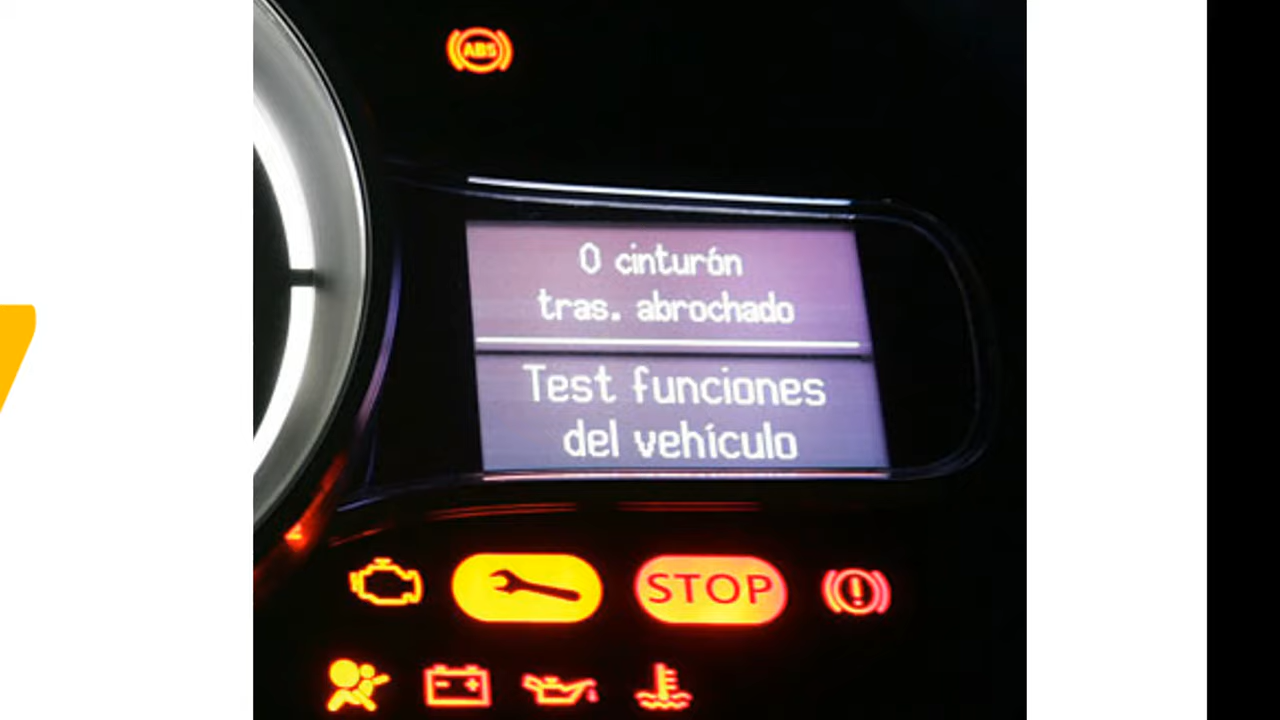 ABS
0 cinturón
tras. abrochado
Test funciones
del vehículo
STOP